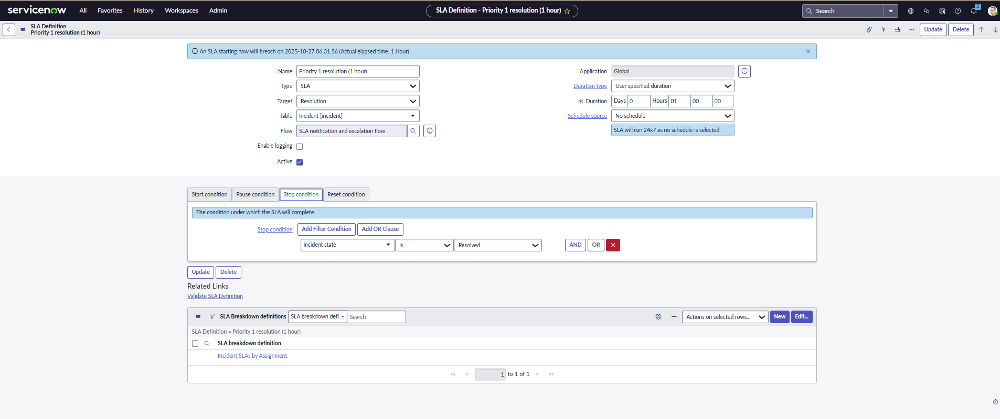 servicenow All Favorites History Workspaces Admin SLA Definition - Priority 1 resolution (1 hour) Search 3
SLA Definition
Priority 1 resolution (1 hour)
Update Delete
An SLA starting now will breach on 2025-10-27 06:31:56 (Actual elapsed time: 1 Hour)
Name Priority 1 resolution (1 hour) Application Global
Type SLA Duration type User specified duration
Target Resolution Duration Days 0 Hours 01 00 00
Table Incident [incident] Schedule source No schedule
Flow SLA notification and escalation flow SLA will run 24x7 as no schedule is selected
Enable logging
Active
Start condition Pause condition Stop condition Reset condition
The condition under which the SLA will complete
Stop condition Add Filter Condition Add OR Clause
Incident state is Resolved AND OR
Update Delete
Related Links
Validate SLA Definition
SLA Breakdown definitions SLA breakdown defi Search Actions on selected rows... New Edit...
SLA Definition = Priority 1 resolution (1 hour)
SLA breakdown definition
Incident SLAs by Assignment
1 to 1 of 1